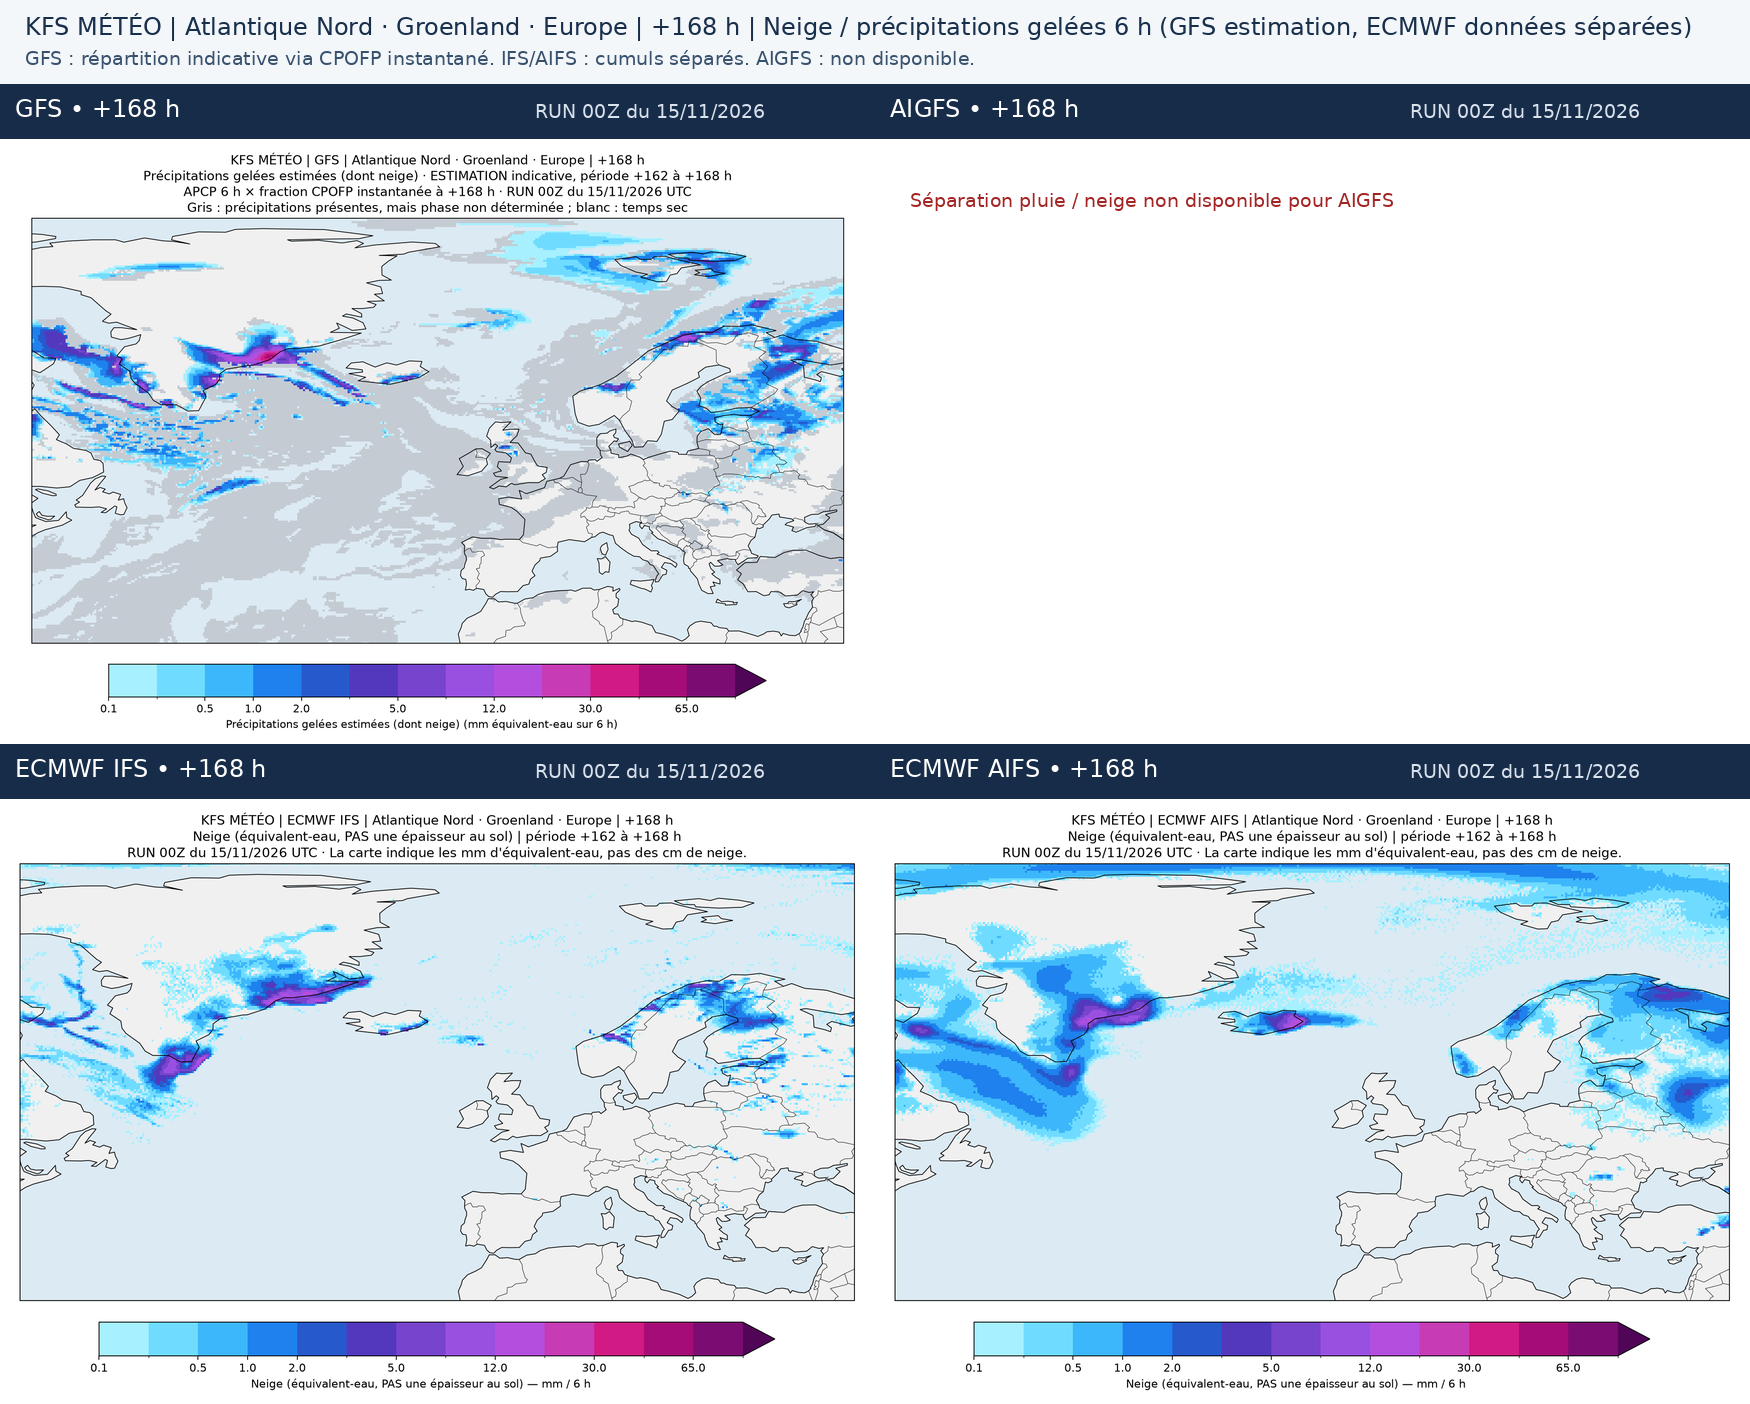 KFS MÉTÉO | Atlantique Nord · Groenland · Europe | +168 h | Neige / précipitations gelées 6 h (GFS estimation, ECMWF données séparées)
GFS : répartition indicative via CPOFP instantané. IFS/AIFS : cumuls séparés. AIGFS : non disponible.
GFS • +168 h
RUN 00Z du 15/11/2026
AIGFS • +168 h
RUN 00Z du 15/11/2026
KFS MÉTÉO | GFS | Atlantique Nord · Groenland · Europe | +168 h
Précipitations gelées estimées (dont neige) · ESTIMATION indicative, période +162 à +168 h
APCP 6 h × fraction CPOFP instantanée à +168 h · RUN 00Z du 15/11/2026 UTC
Gris : précipitations présentes, mais phase non déterminée ; blanc : temps sec
Séparation pluie / neige non disponible pour AIGFS
0.1 0.5 1.0 2.0 5.0 12.0 30.0 65.0
Précipitations gelées estimées (dont neige) (mm équivalent-eau sur 6 h)
ECMWF IFS • +168 h
RUN 00Z du 15/11/2026
ECMWF AIFS • +168 h
RUN 00Z du 15/11/2026
KFS MÉTÉO | ECMWF IFS | Atlantique Nord · Groenland · Europe | +168 h
Neige (équivalent-eau, PAS une épaisseur au sol) | période +162 à +168 h
RUN 00Z du 15/11/2026 UTC · La carte indique les mm d'équivalent-eau, pas des cm de neige.
KFS MÉTÉO | ECMWF AIFS | Atlantique Nord · Groenland · Europe | +168 h
Neige (équivalent-eau, PAS une épaisseur au sol) | période +162 à +168 h
RUN 00Z du 15/11/2026 UTC · La carte indique les mm d'équivalent-eau, pas des cm de neige.
0.1 0.5 1.0 2.0 5.0 12.0 30.0 65.0
Neige (équivalent-eau, PAS une épaisseur au sol) — mm / 6 h
0.1 0.5 1.0 2.0 5.0 12.0 30.0 65.0
Neige (équivalent-eau, PAS une épaisseur au sol) — mm / 6 h